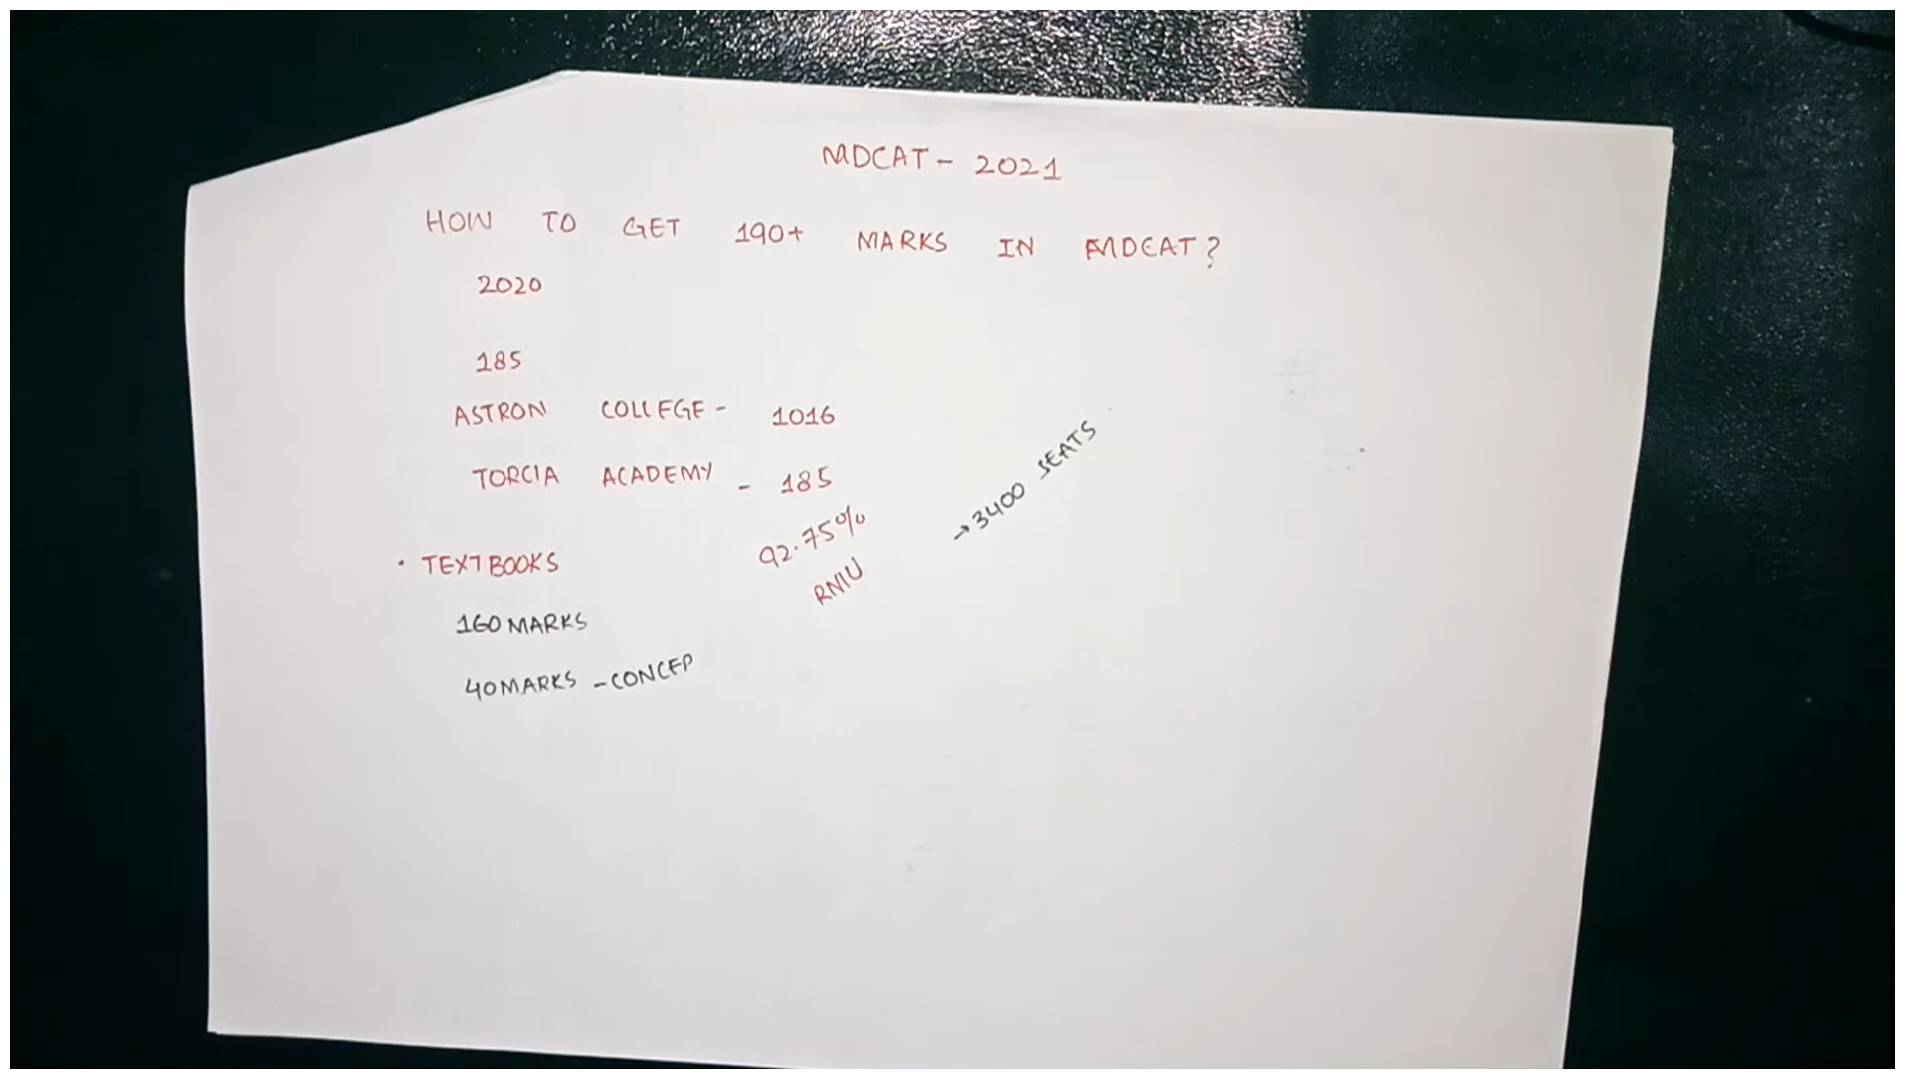 MDCAT - 2021
HOW TO GET 190+ MARKS IN MDCAT?
2020
185
ASTRON COLLEGE - 1016
TORCIA ACADEMY - 185
92.75%
RMU
→ 3400 SEATS
· TEXTBOOKS
160 MARKS
40 MARKS - CONCEP